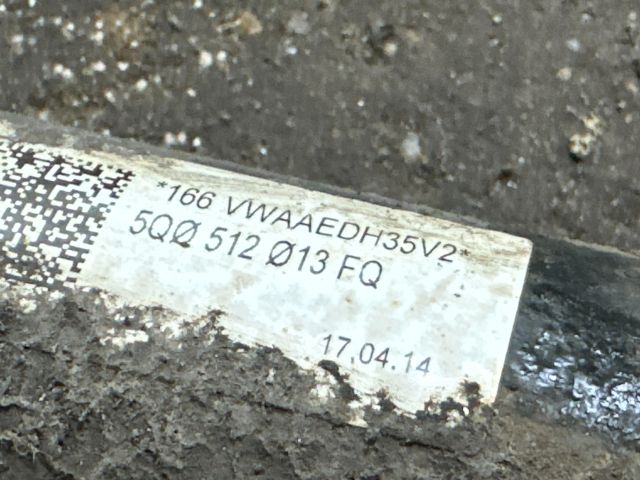 *166 VWAAEDH35V2*
5QØ 512 Ø13 FQ
17.04.14